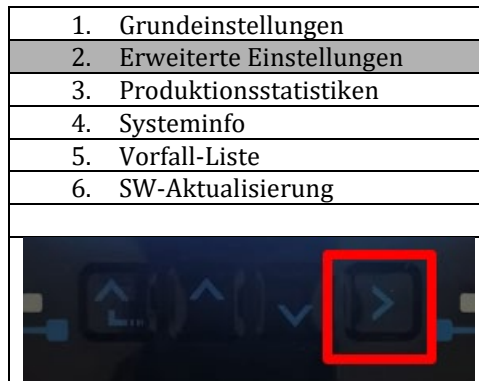 1. Grundeinstellungen
2. Erweiterte Einstellungen
3. Produktionsstatistiken
4. Systeminfo
5. Vorfall-Liste
6. SW-Aktualisierung